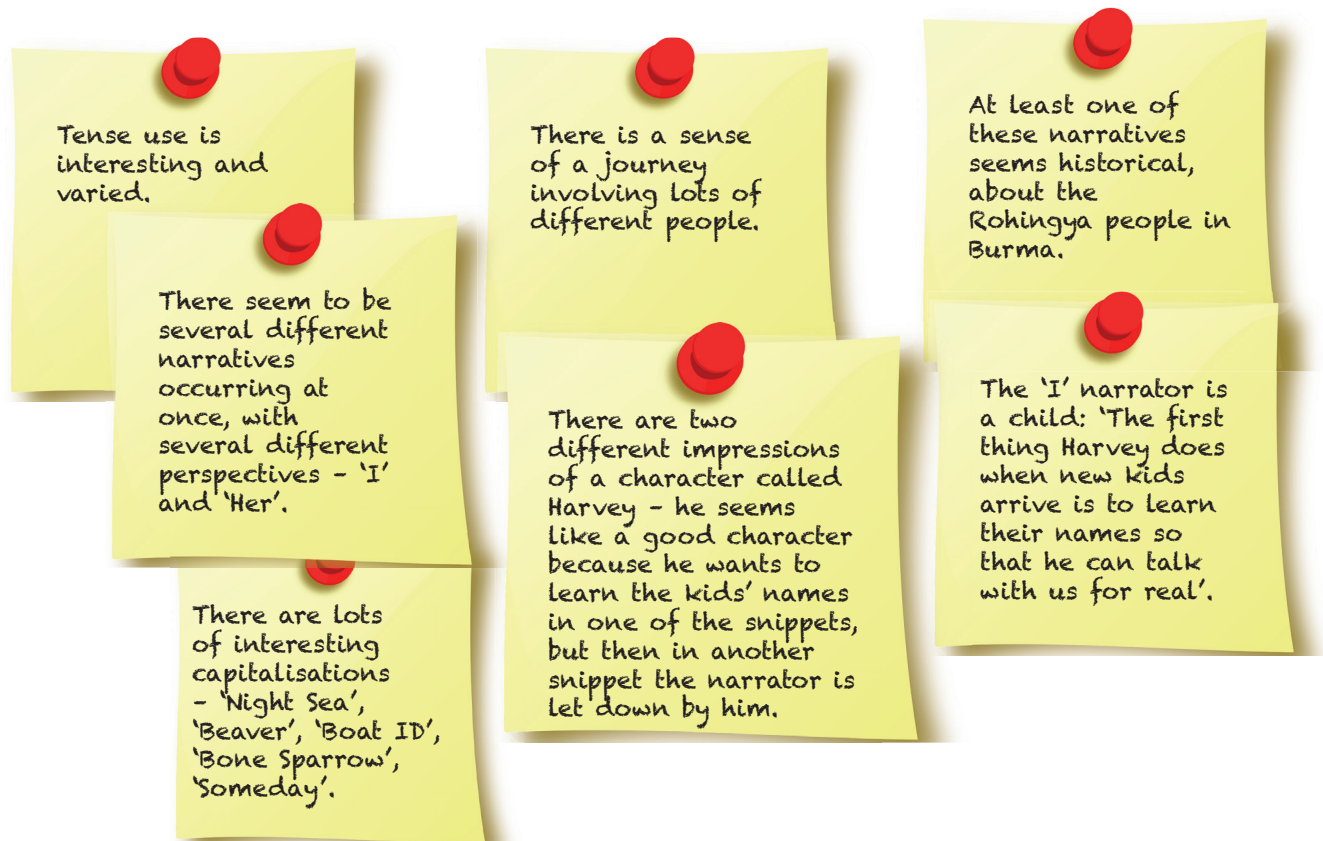 Tense use is
interesting and
varied.
There seem to be
several different
narratives
occurring at
once, with
several different
perspectives – ‘I’
and ‘Her’.
There are lots
of interesting
capitalisations
– ‘Night Sea’,
‘Beaver’, ‘Boat ID’,
‘Bone Sparrow’,
‘Someday’.
There is a sense
of a journey
involving lots of
different people.
There are two
different impressions
of a character called
Harvey – he seems
like a good character
because he wants to
learn the kids’ names
in one of the snippets,
but then in another
snippet the narrator is
let down by him.
At least one of
these narratives
seems historical,
about the
Rohingya people in
Burma.
The ‘I’ narrator is
a child: ‘The first
thing Harvey does
when new kids
arrive is to learn
their names so
that he can talk
with us for real’.